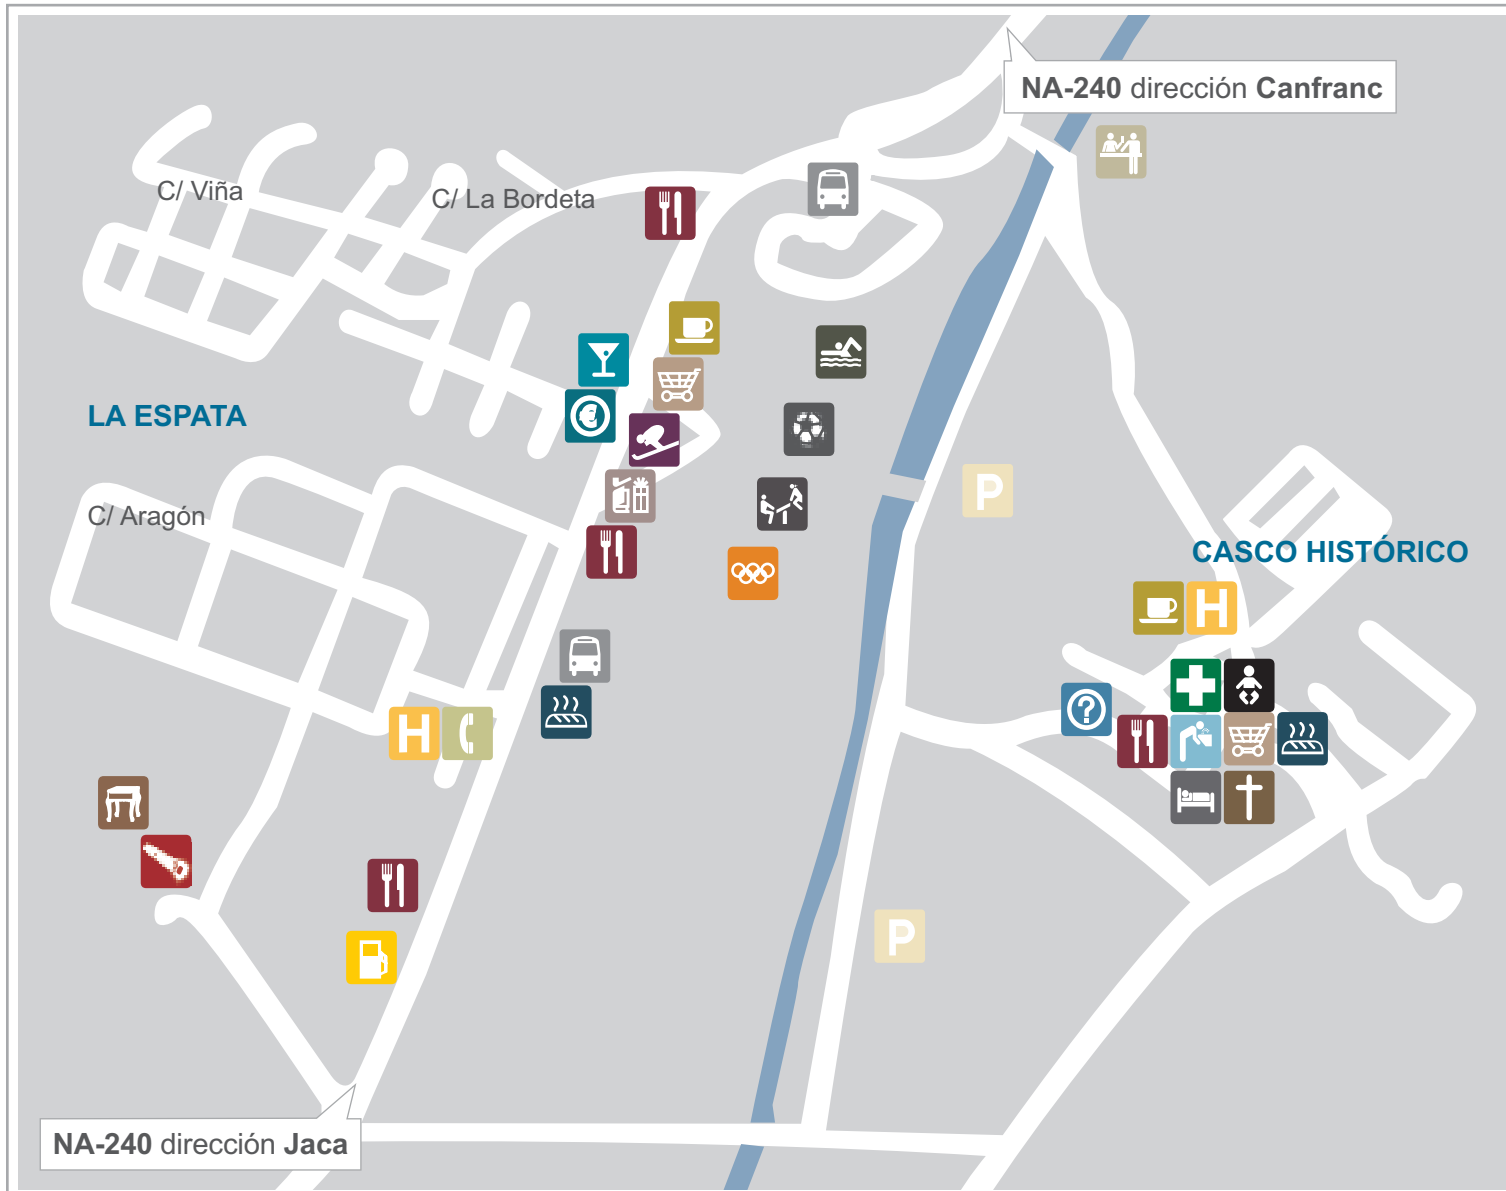 NA-240 dirección Canfranc
C/ Viña
C/ La Bordeta
LA ESPATA
C/ Aragón
P
CASCO HISTÓRICO
H
H
P
NA-240 dirección Jaca